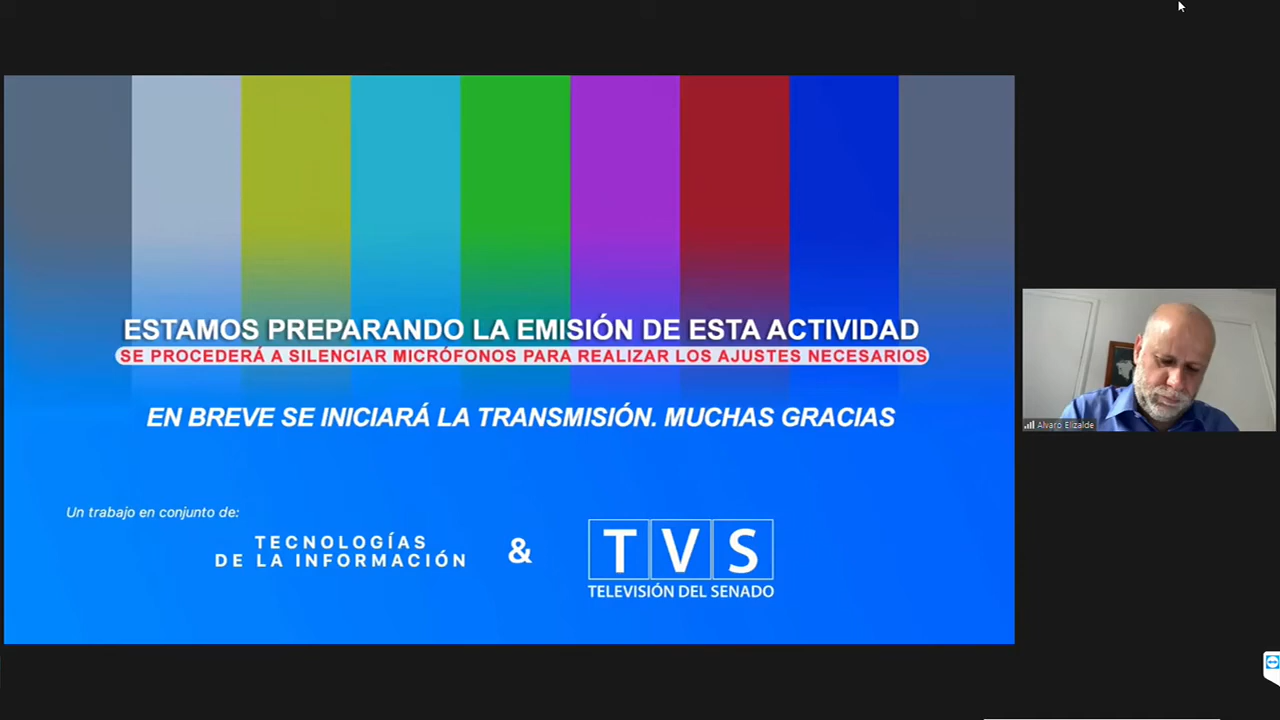 ESTAMOS PREPARANDO LA EMISIÓN DE ESTA ACTIVIDAD
SE PROCEDERÁ A SILENCIAR MICRÓFONOS PARA REALIZAR LOS AJUSTES NECESARIOS
EN BREVE SE INICIARÁ LA TRANSMISIÓN. MUCHAS GRACIAS
Alvaro Elizalde
Un trabajo en conjunto de:
TECNOLOGÍAS
DE LA INFORMACIÓN
&
TVS
TELEVISIÓN DEL SENADO